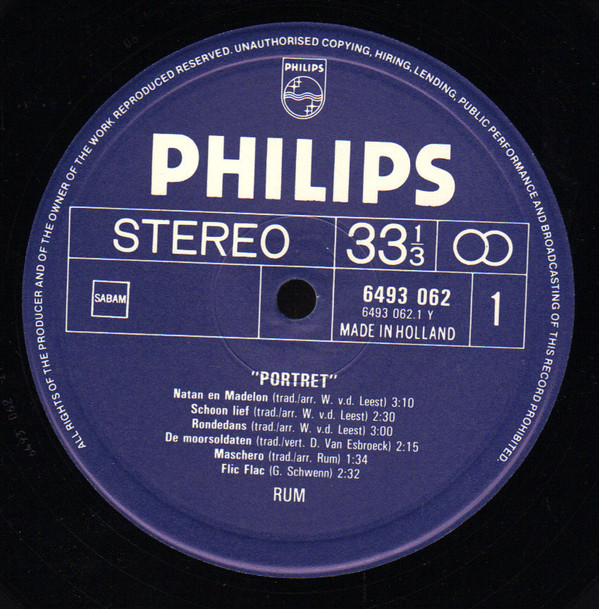 ALL RIGHTS OF THE PRODUCER AND OF THE OWNER OF THE WORK REPRODUCED RESERVED. UNAUTHORISED COPYING, HIRING, LENDING, PUBLIC PERFORMANCE AND BROADCASTING OF THIS RECORD PROHIBITED.
PHILIPS
PHILIPS
STEREO
33 1/3
SABAM
6493 062
6493 062.1 Y
MADE IN HOLLAND
1
"PORTRET"
Natan en Madelon (trad./arr. W. v.d. Leest) 3:10
Schoon lief (trad./arr. W. v.d. Leest) 2:30
Rondedans (trad./arr. W. v.d. Leest) 3:00
De moorsoldaten (trad./vert. D. Van Esbroeck) 2:15
Maschero (trad./arr. Rum) 1:34
Flic Flac (G. Schwenn) 2:32
RUM